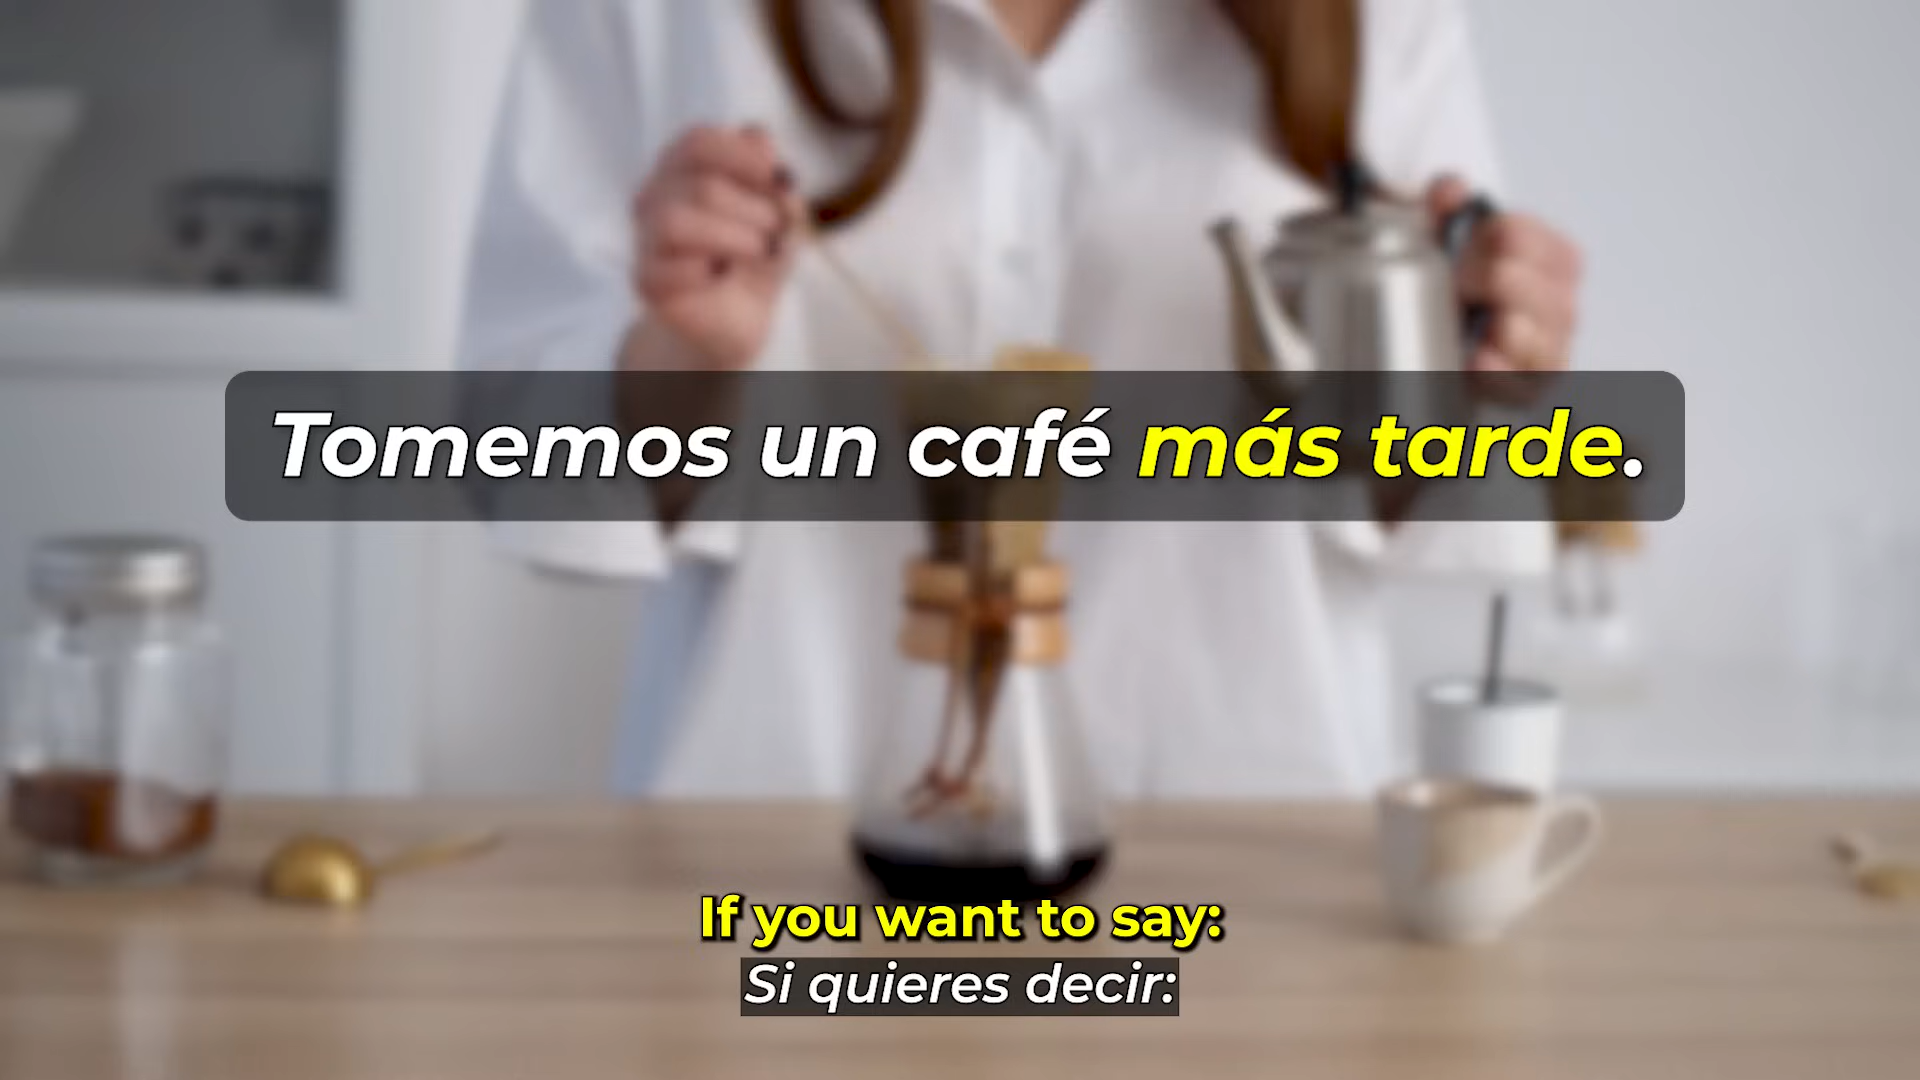 Tomemos un café más tarde.
If you want to say:
Si quieres decir: